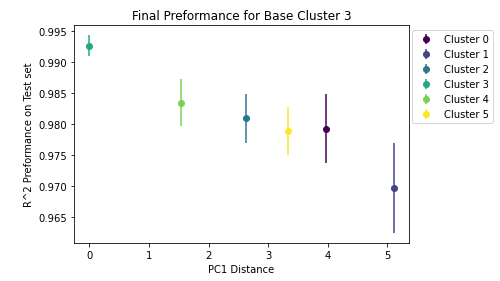 Final Preformance for Base Cluster 3
R^2 Preformance on Test set
0.995
0.990
0.985
0.980
0.975
0.970
0.965
0 1 2 3 4 5
PC1 Distance
Cluster 0
Cluster 1
Cluster 2
Cluster 3
Cluster 4
Cluster 5